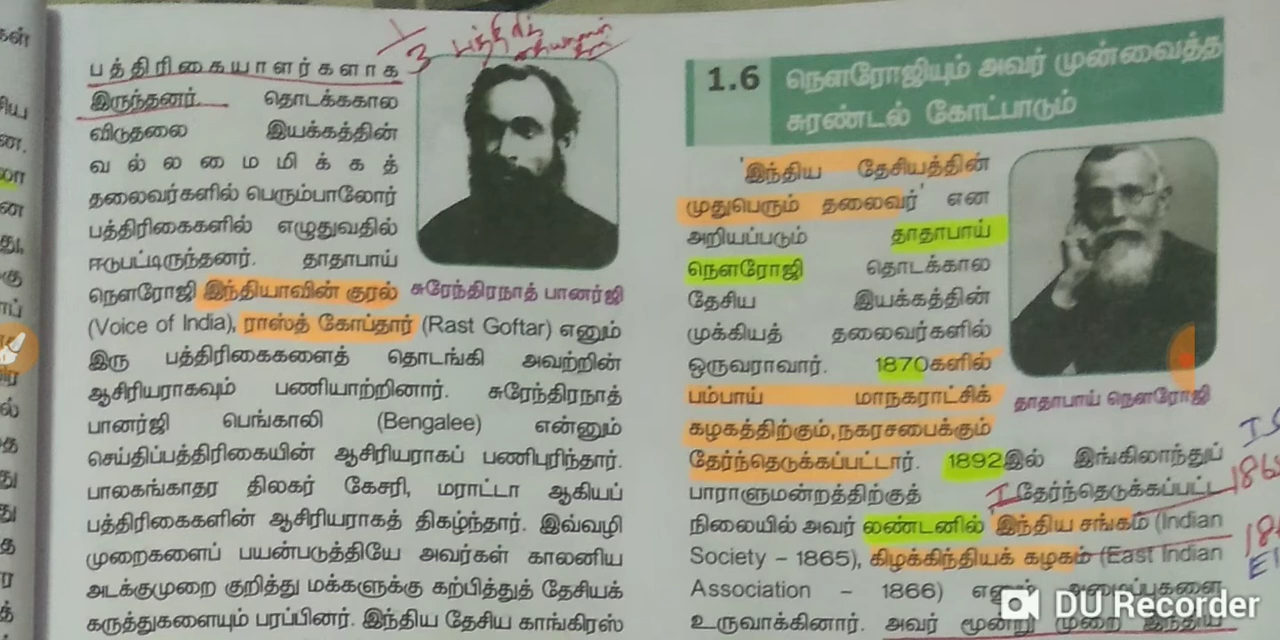 பத்திரிகையாளர்களாக
இருந்தனர். தொடக்ககால
விடுதலை இயக்கத்தின்
வல்லமைமிக்கத்
தலைவர்களில் பெரும்பாலோர்
பத்திரிகைகளில் எழுதுவதில்
ஈடுபட்டிருந்தனர். தாதாபாய்
நௌரோஜி இந்தியாவின் குரல்
(Voice of India), ராஸ்த் கோப்தார் (Rast Goftar) எனும்
இரு பத்திரிகைகளைத் தொடங்கி அவற்றின்
ஆசிரியராகவும் பணியாற்றினார். சுரேந்திரநாத்
பானர்ஜி பெங்காலி (Bengalee) என்னும்
செய்திப்பத்திரிகையின் ஆசிரியராகப் பணிபுரிந்தார்.
பாலகங்காதர திலகர் கேசரி, மராட்டா ஆகியப்
பத்திரிகைகளின் ஆசிரியராகத் திகழ்ந்தார். இவ்வழி
முறைகளைப் பயன்படுத்தியே அவர்கள் காலனிய
அடக்குமுறை குறித்து மக்களுக்கு கற்பித்துத் தேசியக்
கருத்துகளையும் பரப்பினர். இந்திய தேசிய காங்கிரஸ்
சுரேந்திரநாத் பானர்ஜி
1/3
1.6 நௌரோஜியும் அவர் முன்வைத்த
சுரண்டல் கோட்பாடும்
'இந்திய தேசியத்தின்
முதுபெரும் தலைவர்' என
அறியப்படும் தாதாபாய்
நௌரோஜி தொடக்கால
தேசிய இயக்கத்தின்
முக்கியத் தலைவர்களில்
ஒருவராவார். 1870களில்
பம்பாய் மாநகராட்சிக்
கழகத்திற்கும்,நகரசபைக்கும்
தேர்ந்தெடுக்கப்பட்டார். 1892இல் இங்கிலாந்துப்
பாராளுமன்றத்திற்குத் தேர்ந்தெடுக்கப்பட்ட
நிலையில் அவர் லண்டனில் இந்திய சங்கம் (Indian
Society – 1865), கிழக்கிந்தியக் கழகம் (East Indian
Association – 1866) எனும் அமைப்புகளை
உருவாக்கினார். அவர் மூன்று முறை இந்திய
தாதாபாய் நௌரோஜி
DU Recorder